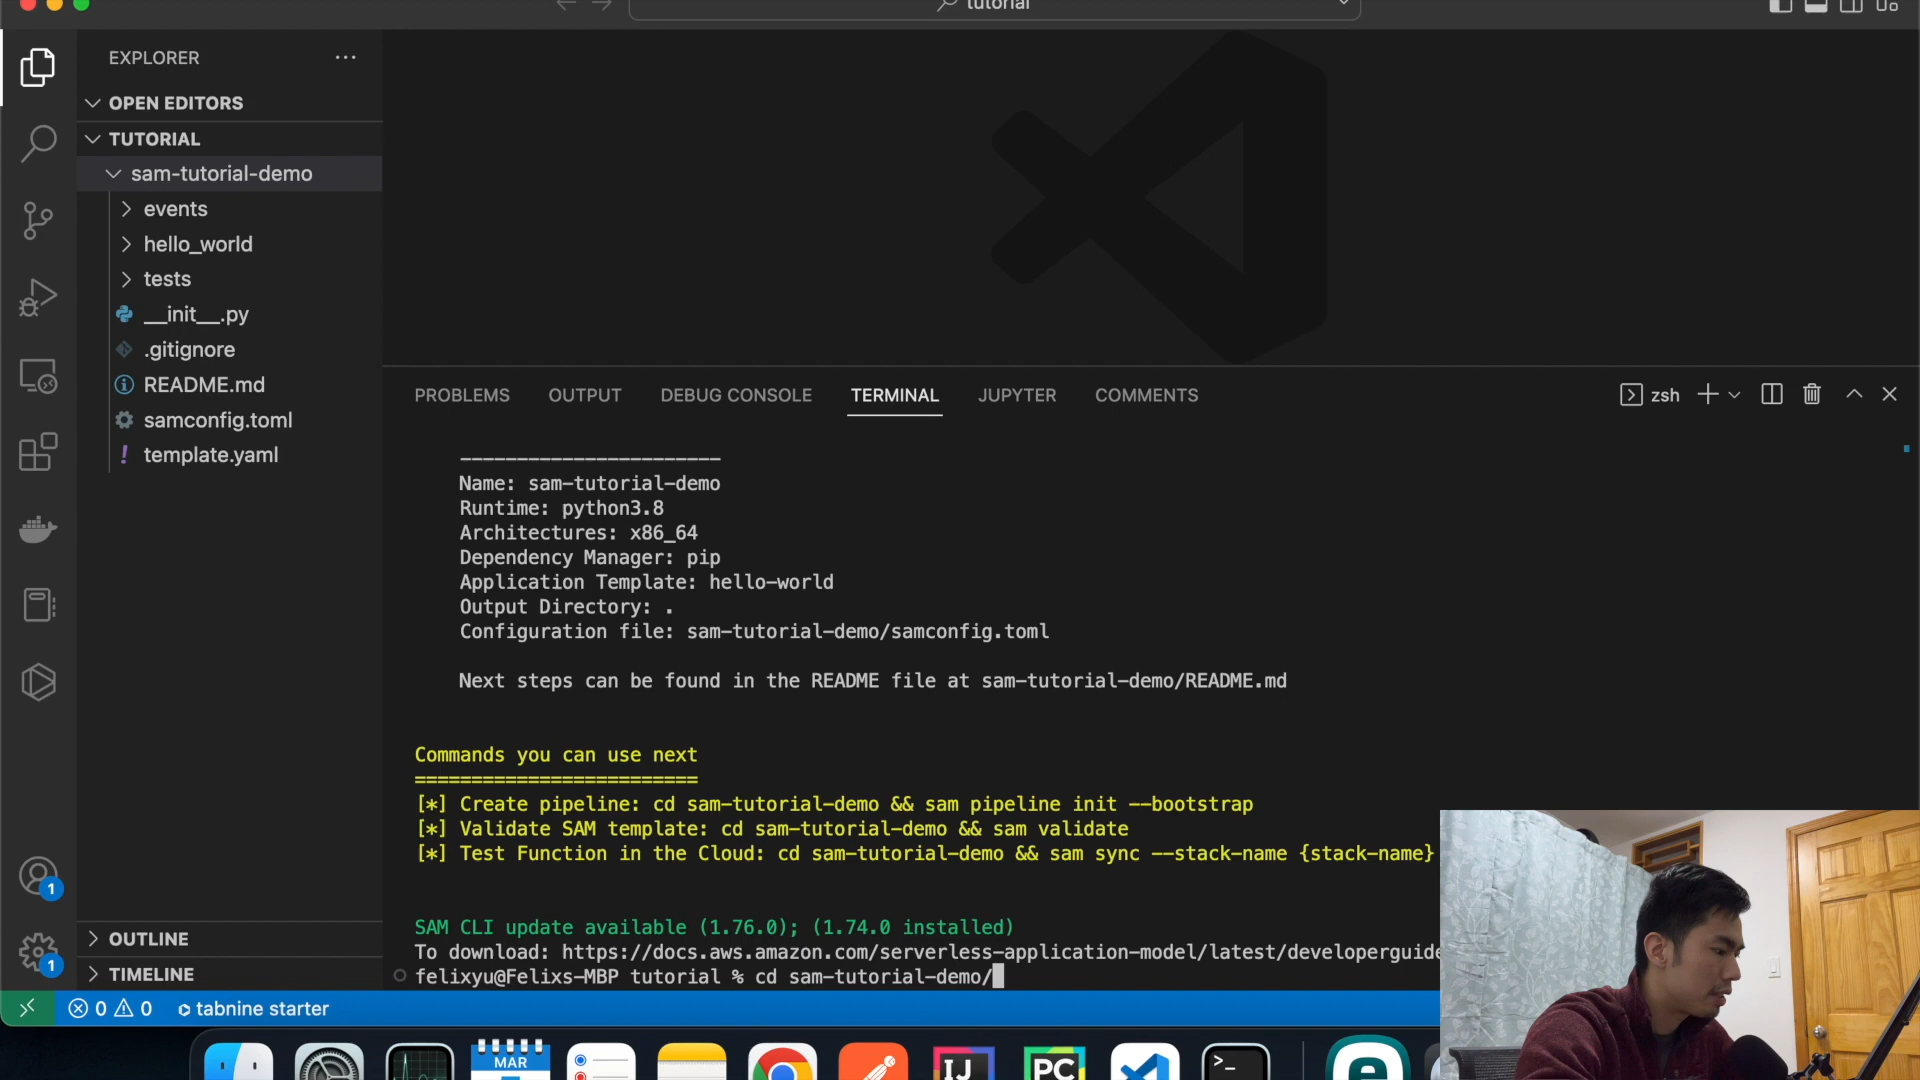 tutorial
EXPLORER
OPEN EDITORS
TUTORIAL
sam-tutorial-demo
events
hello_world
tests
__init__.py
.gitignore
README.md
samconfig.toml
template.yaml
OUTLINE
TIMELINE
PROBLEMS OUTPUT DEBUG CONSOLE TERMINAL JUPYTER COMMENTS
zsh
-----------------------
Name: sam-tutorial-demo
Runtime: python3.8
Architectures: x86_64
Dependency Manager: pip
Application Template: hello-world
Output Directory: .
Configuration file: sam-tutorial-demo/samconfig.toml
Next steps can be found in the README file at sam-tutorial-demo/README.md
Commands you can use next
=========================
[*] Create pipeline: cd sam-tutorial-demo && sam pipeline init --bootstrap
[*] Validate SAM template: cd sam-tutorial-demo && sam validate
[*] Test Function in the Cloud: cd sam-tutorial-demo && sam sync --stack-name {stack-name}
SAM CLI update available (1.76.0); (1.74.0 installed)
To download: https://docs.aws.amazon.com/serverless-application-model/latest/developerguide
felixyu@Felixs-MBP tutorial % cd sam-tutorial-demo/
1
1
0 0 tabnine starter
MAR
IJ
PC
>_
e